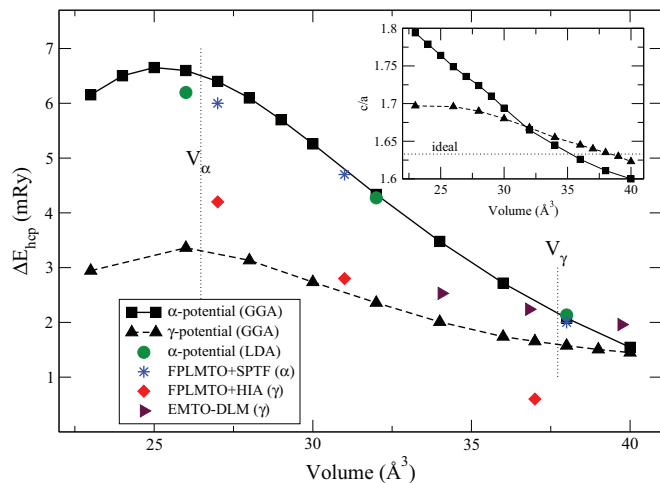 7
6
5
4
3
2
1
ΔE_hcp (mRy)
25 30 35 40
Volume (Å³)
V_α
V_γ
α-potential (GGA)
γ-potential (GGA)
α-potential (LDA)
FPLMTO+SPTF (α)
FPLMTO+HIA (γ)
EMTO-DLM (γ)
1.8
1.75
1.7
1.65
1.6
c/a
ideal
25 30 35 40
Volume (Å³)